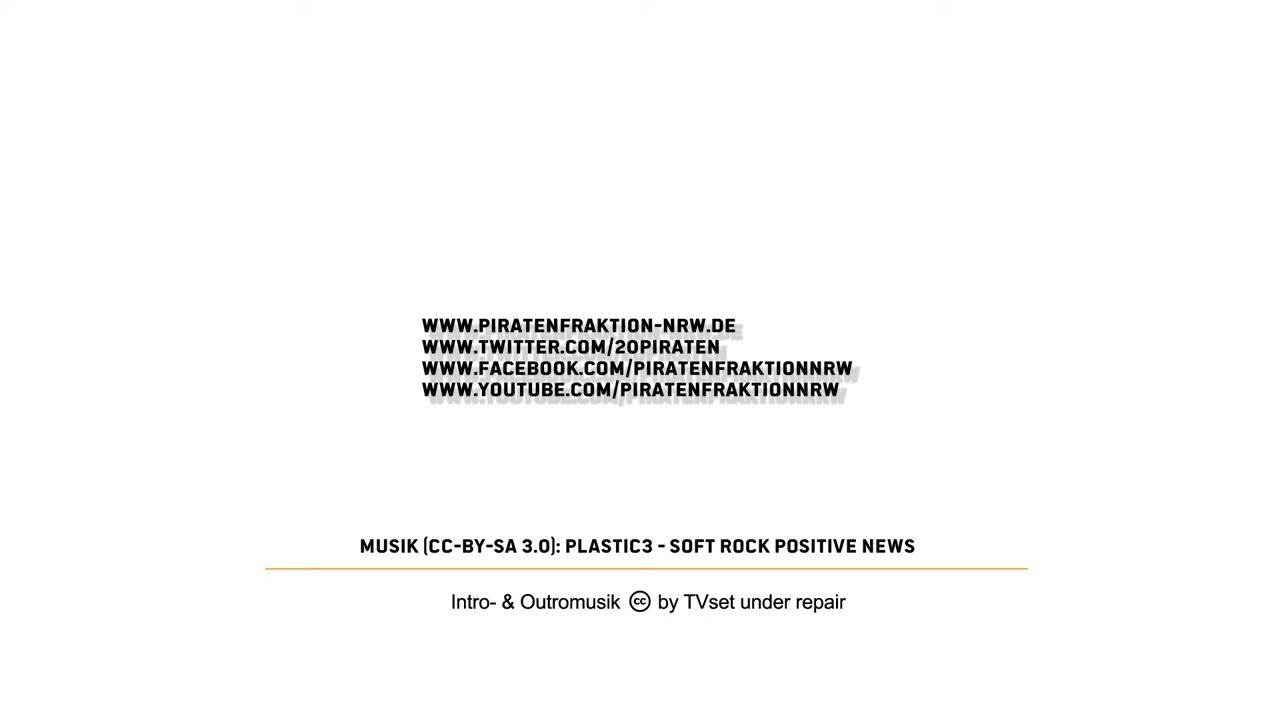 WWW.PIRATENFRAKTION-NRW.DE
WWW.TWITTER.COM/20PIRATEN
WWW.FACEBOOK.COM/PIRATENFRAKTIONNRW
WWW.YOUTUBE.COM/PIRATENFRAKTIONNRW
MUSIK (CC-BY-SA 3.0): PLASTIC3 - SOFT ROCK POSITIVE NEWS
Intro- & Outromusik cc by TVset under repair